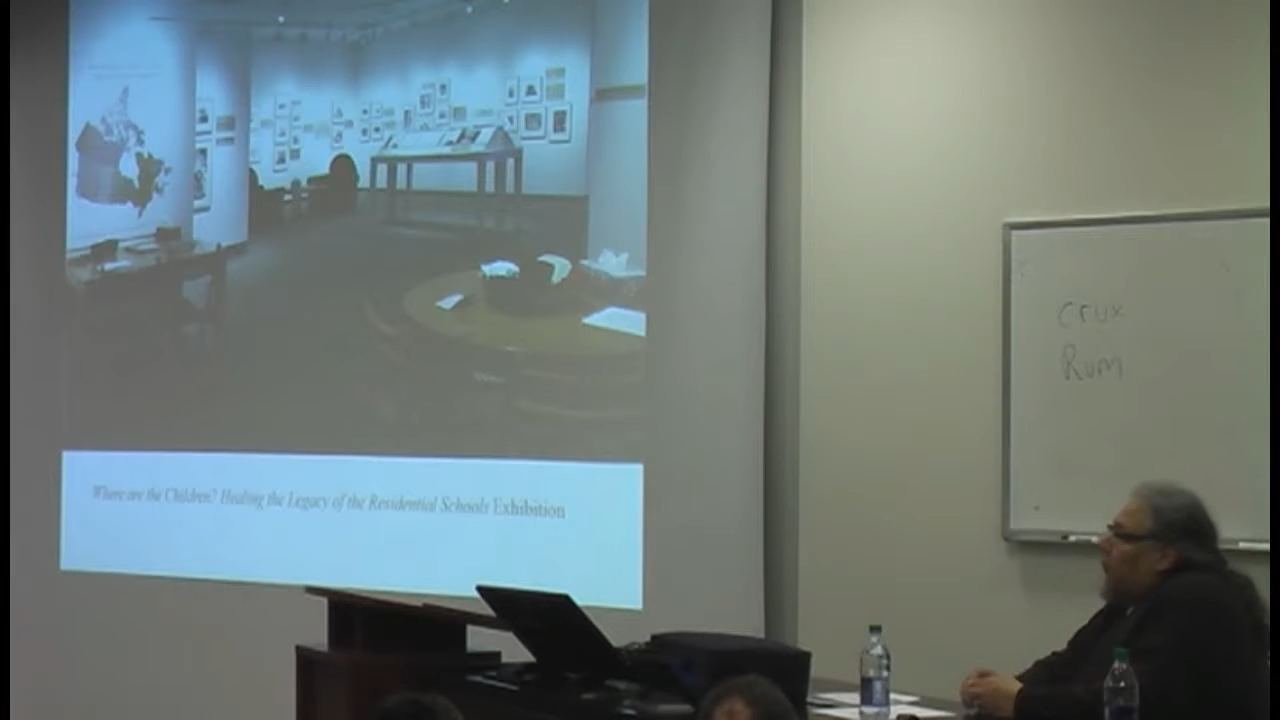 Where are the Children? Healing the Legacy of the Residential Schools Exhibition
Crux
Rum